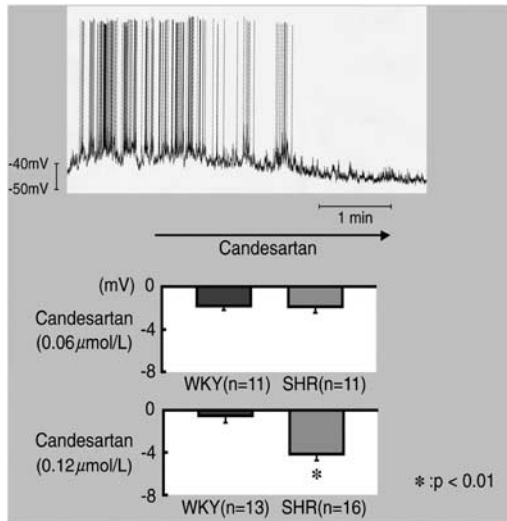 -40mV
-50mV
1 min
Candesartan
(mV)
0
-4
-8
Candesartan
(0.06μmol/L)
WKY(n=11) SHR(n=11)
0
-4
-8
Candesartan
(0.12μmol/L)
*
WKY(n=13) SHR(n=16)
*:p < 0.01